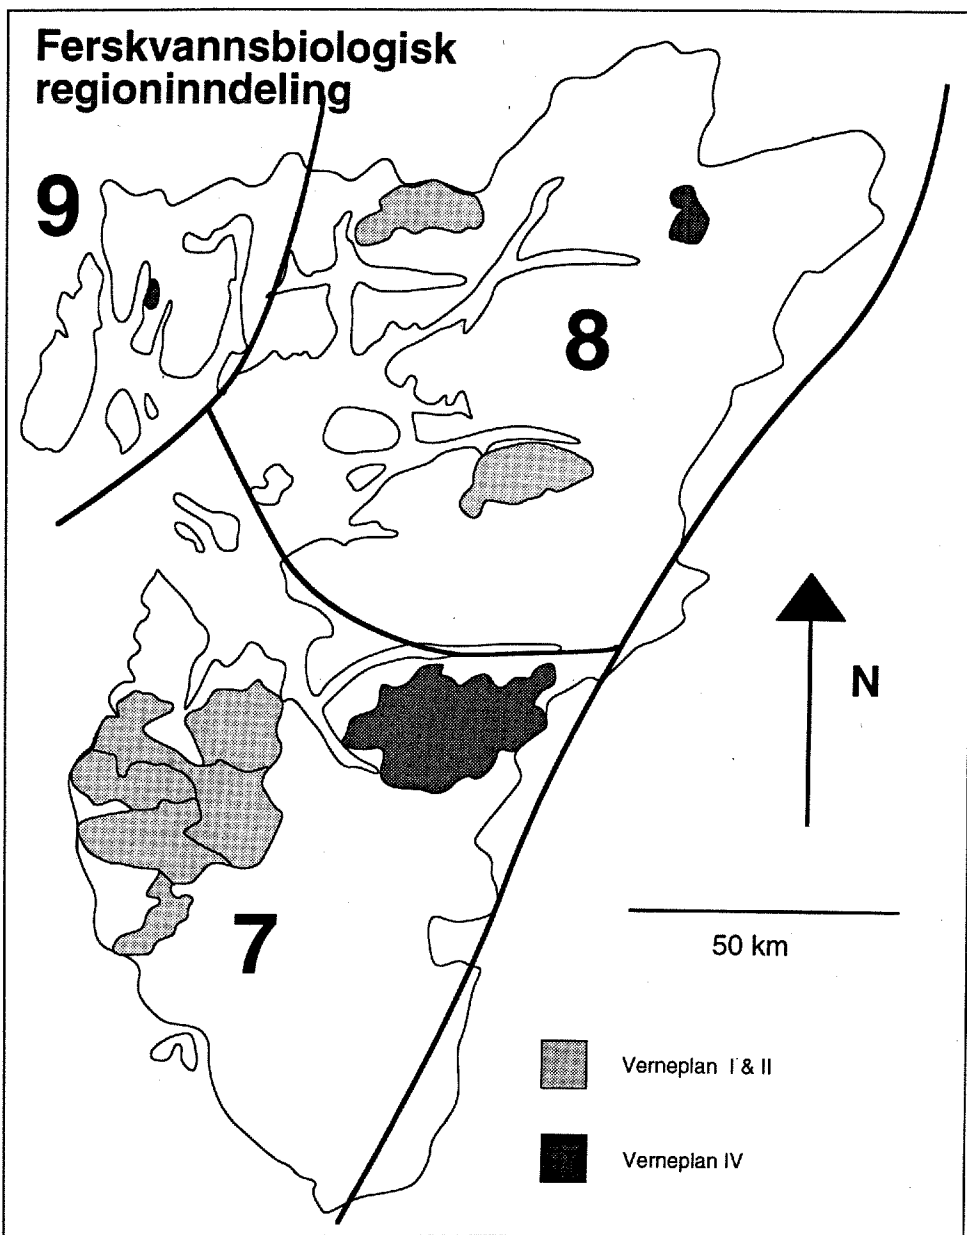 Ferskvannsbiologisk
regioninndeling
9
8
N
7
50 km
Verneplan I & II
Verneplan IV